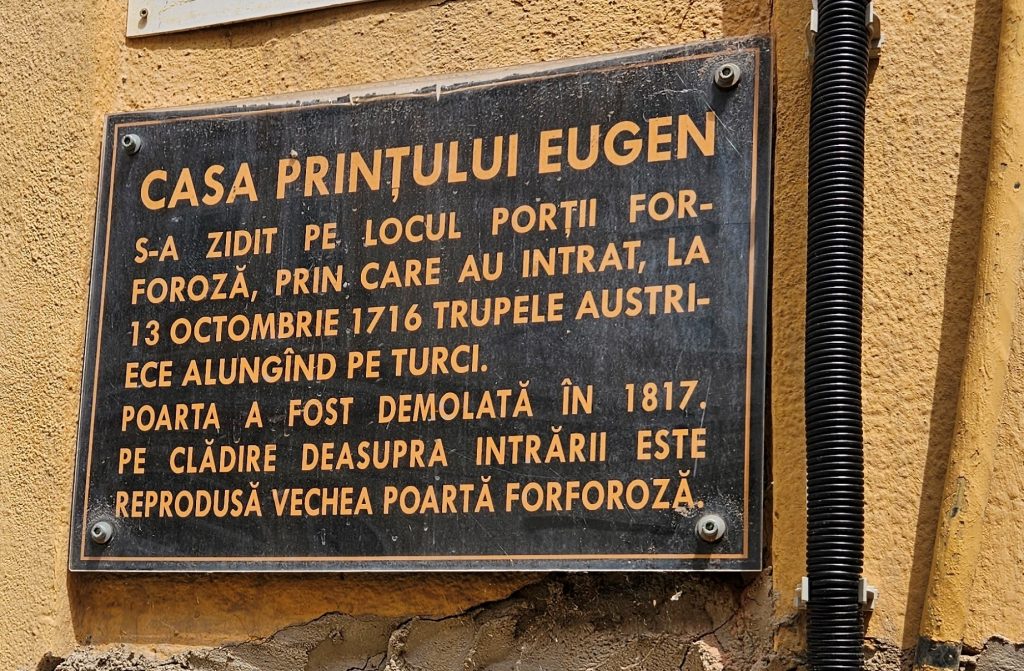 CASA PRINȚULUI EUGEN
S-A ZIDIT PE LOCUL PORȚII FOR-
FOROZĂ, PRIN CARE AU INTRAT, LA
13 OCTOMBRIE 1716 TRUPELE AUSTRI-
ECE ALUNGÎND PE TURCI.
POARTA A FOST DEMOLATĂ ÎN 1817.
PE CLĂDIRE DEASUPRA INTRĂRII ESTE
REPRODUSĂ VECHEA POARTĂ FORFOROZĂ.